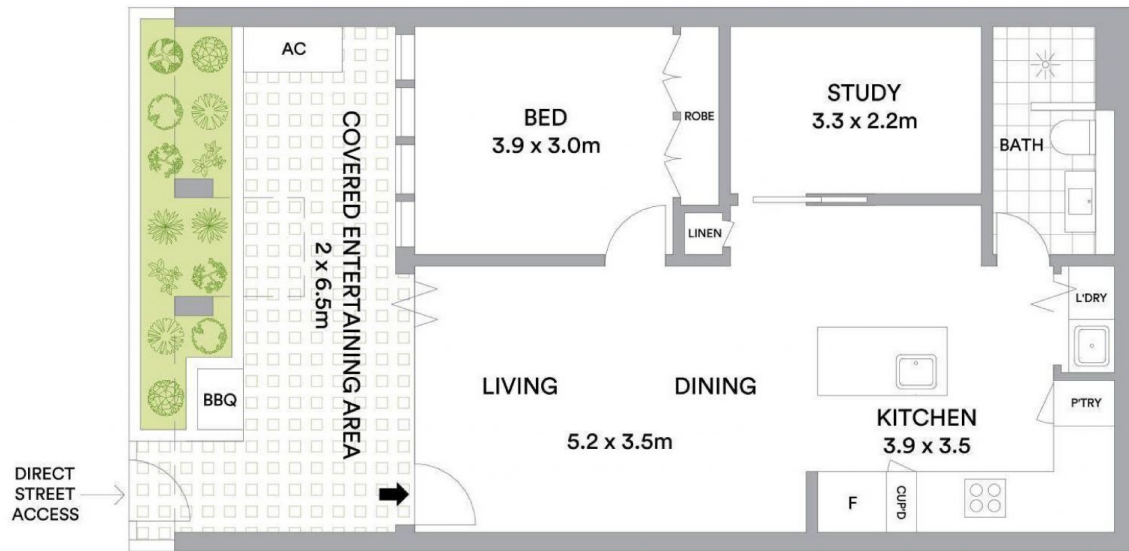 AC
COVERED ENTERTAINING AREA
2 x 6.5m
BED
3.9 x 3.0m
ROBE
STUDY
3.3 x 2.2m
BATH
LINEN
L'DRY
BBQ
LIVING
DINING
5.2 x 3.5m
KITCHEN
3.9 x 3.5
P'TRY
F
CUP'D
DIRECT
STREET
ACCESS